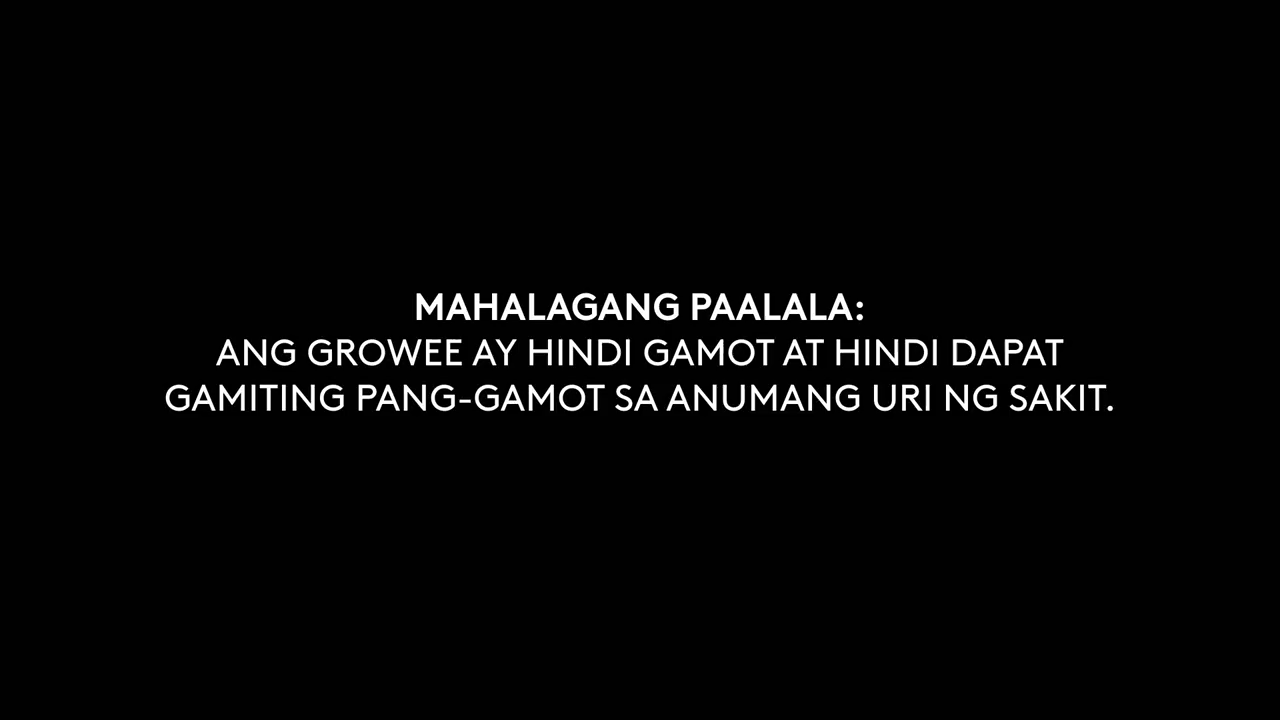 MAHALAGANG PAALALA:
ANG GROWEE AY HINDI GAMOT AT HINDI DAPAT
GAMITING PANG-GAMOT SA ANUMANG URI NG SAKIT.